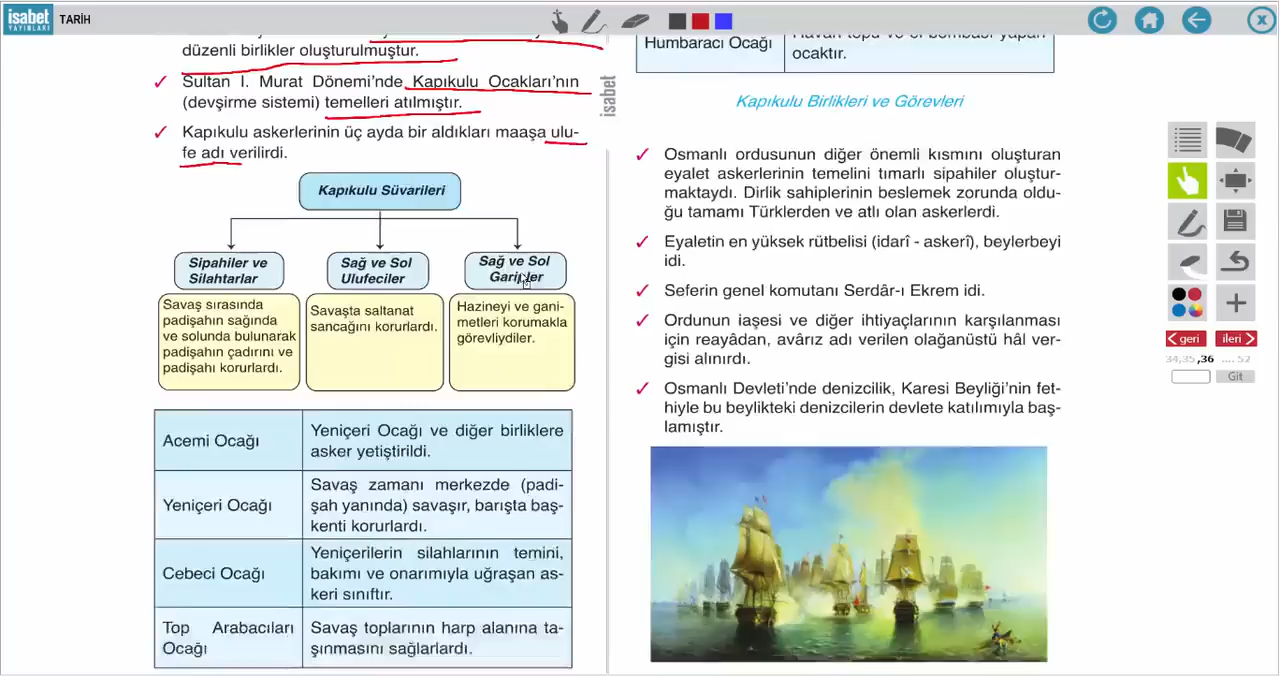 isabet
YAYINLARI
TARİH
düzenli birlikler oluşturulmuştur.
Sultan I. Murat Dönemi’nde Kapıkulu Ocakları’nın
(devşirme sistemi) temelleri atılmıştır.
Kapıkulu askerlerinin üç ayda bir aldıkları maaşa ulu-
fe adı verilirdi.
Kapıkulu Süvarileri
Sipahiler ve
Silahtarlar
Savaş sırasında
padişahın sağında
ve solunda bulunarak
padişahın çadırını ve
padişahı korurlardı.
Sağ ve Sol
Ulufeciler
Savaşta saltanat
sancağını korurlardı.
Sağ ve Sol
Garipler
Hazineyi ve gani-
metleri korumakla
görevliydiler.
Acemi Ocağı
Yeniçeri Ocağı ve diğer birliklere
asker yetiştirildi.
Yeniçeri Ocağı
Savaş zamanı merkezde (padi-
şah yanında) savaşır, barışta baş-
kenti korurlardı.
Cebeci Ocağı
Yeniçerilerin silahlarının temini,
bakımı ve onarımıyla uğraşan as-
keri sınıftır.
Top Arabacıları
Ocağı
Savaş toplarının harp alanına ta-
şınmasını sağlarlardı.
isabet
Humbaracı Ocağı
Havan topu ve el bombası yapan
ocaktır.
Kapıkulu Birlikleri ve Görevleri
Osmanlı ordusunun diğer önemli kısmını oluşturan
eyalet askerlerinin temelini tımarlı sipahiler oluştur-
maktaydı. Dirlik sahiplerinin beslemek zorunda oldu-
ğu tamamı Türklerden ve atlı olan askerlerdi.
Eyaletin en yüksek rütbelisi (idarî - askerî), beylerbeyi
idi.
Seferin genel komutanı Serdâr-ı Ekrem idi.
Ordunun iaşesi ve diğer ihtiyaçlarının karşılanması
için reayâdan, avârız adı verilen olağanüstü hâl ver-
gisi alınırdı.
Osmanlı Devleti’nde denizcilik, Karesi Beyliği’nin fet-
hiyle bu beylikteki denizcilerin devlete katılımıyla baş-
lamıştır.
geri
ileri
34,35,36 .... 52
Git